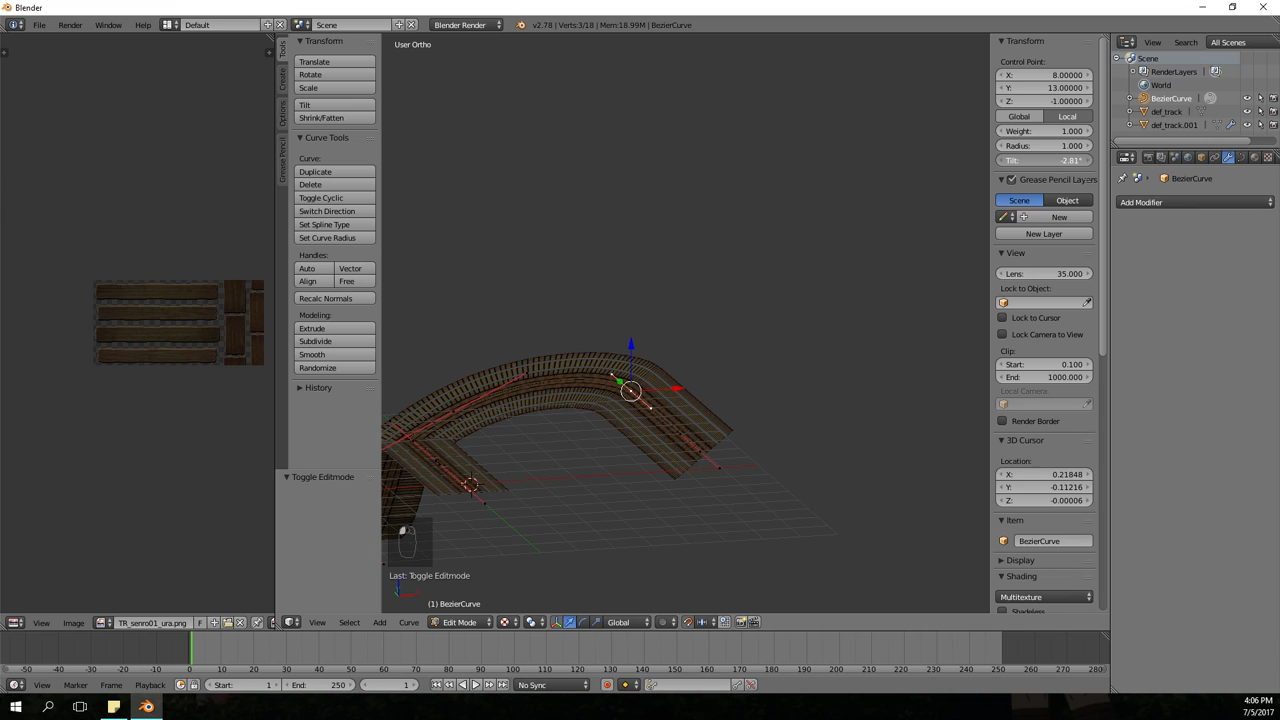 Blender
File Render Window Help Default Scene Blender Render v2.78 | Verts:3/18 | Mem:18.99M | BezierCurve
View Search All Scenes
Scene
RenderLayers
World
BezierCurve
def_track
def_track.001
BezierCurve
Add Modifier
Tools
Create
Options
Grease Pencil
Transform
Translate
Rotate
Scale
Tilt
Shrink/Fatten
Curve Tools
Curve:
Duplicate
Delete
Toggle Cyclic
Switch Direction
Set Spline Type
Set Curve Radius
Handles:
Auto Vector
Align Free
Recalc Normals
Modeling:
Extrude
Subdivide
Smooth
Randomize
History
Toggle Editmode
User Ortho
Last: Toggle Editmode
(1) BezierCurve
Transform
Control Point:
X: 8.00000
Y: 13.00000
Z: -1.00000
Global Local
Weight: 1.000
Radius: 1.000
Tilt: -2.81°
Grease Pencil Layers
Scene Object
New
New Layer
View
Lens: 35.000
Lock to Object:
Lock to Cursor
Lock Camera to View
Clip:
Start: 0.100
End: 1000.000
Local Camera:
Render Border
3D Cursor
Location:
X: 0.21848
Y: -0.11216
Z: -0.00006
Item
BezierCurve
Display
Shading
Multitexture
Shadeless
View Image TR_senro01_ura.png F
View Select Add Curve Edit Mode Global
-50 -40 -30 -20 -10 0 10 20 30 40 50 60 70 80 90 100 110 120 130 140 150 160 170 180 190 200 210 220 230 240 250 260 270 280
View Marker Frame Playback Start: 1 End: 250 1 No Sync
4:06 PM
7/5/2017